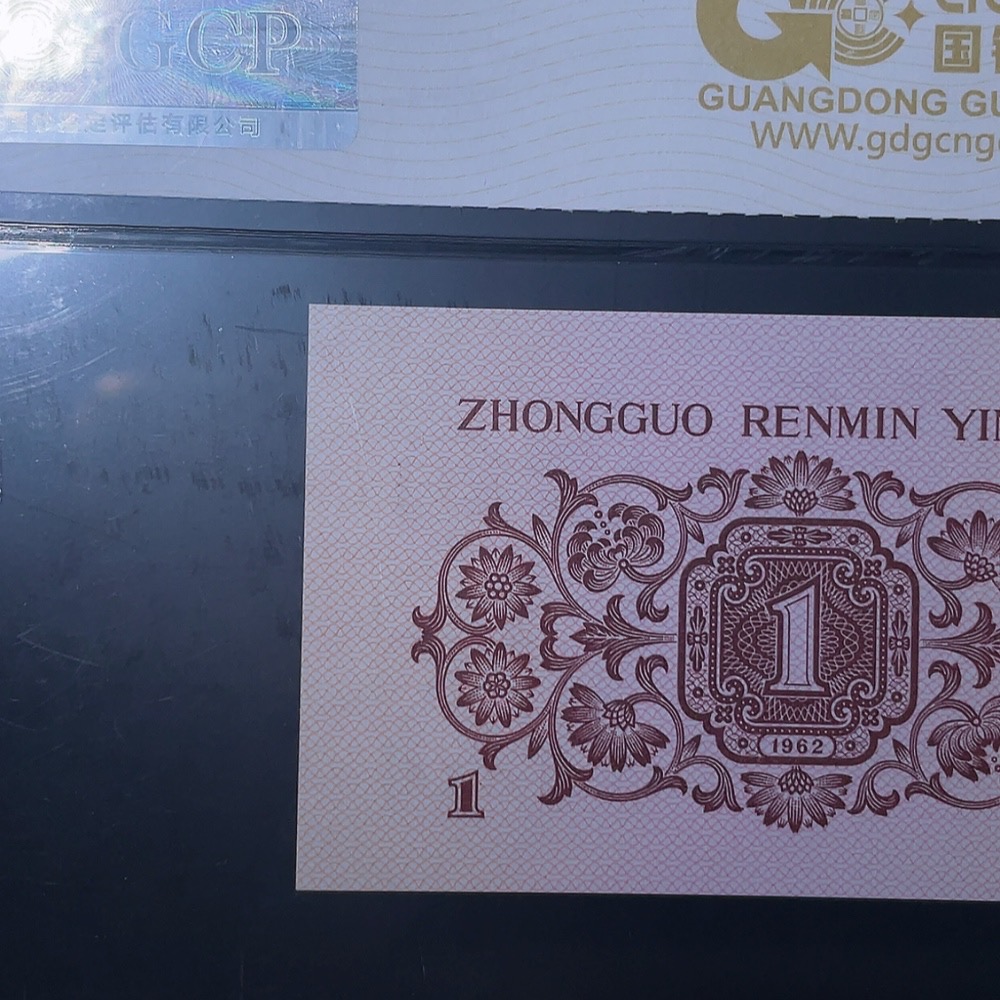 GCP
评估有限公司
国
GUANGDONG GU
WWW.gdgcng
ZHONGGUO RENMIN YI
1
1962
1